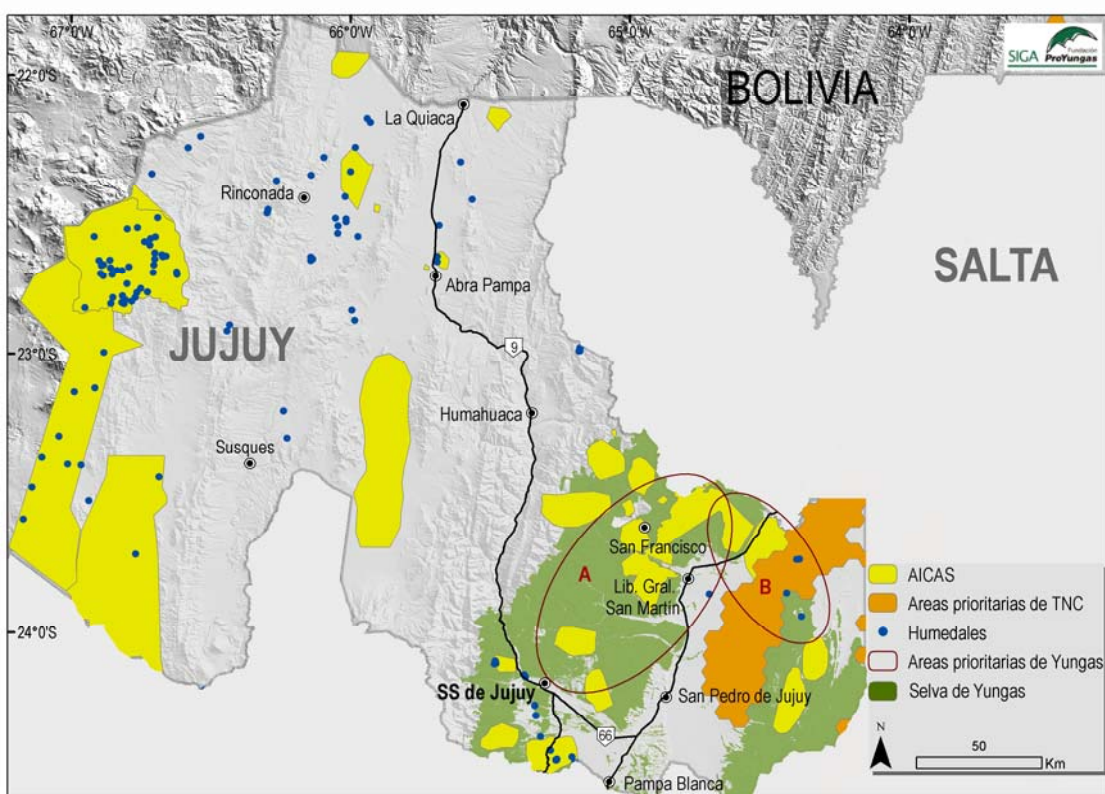 67°0'W
66°0'W
65°0'W
64°0'W
SIGA
Fundación
ProYungas
22°0'S
BOLIVIA
La Quiaca
Rinconada
SALTA
Abra Pampa
JUJUY
23°0'S
9
Humahuaca
Susques
San Francisco
A
Lib. Gral.
San Martín
B
AICAS
Areas prioritarias de TNC
Humedales
Areas prioritarias de Yungas
Selva de Yungas
24°0'S
SS de Jujuy
San Pedro de Jujuy
66
Pampa Blanca
N
50
Km